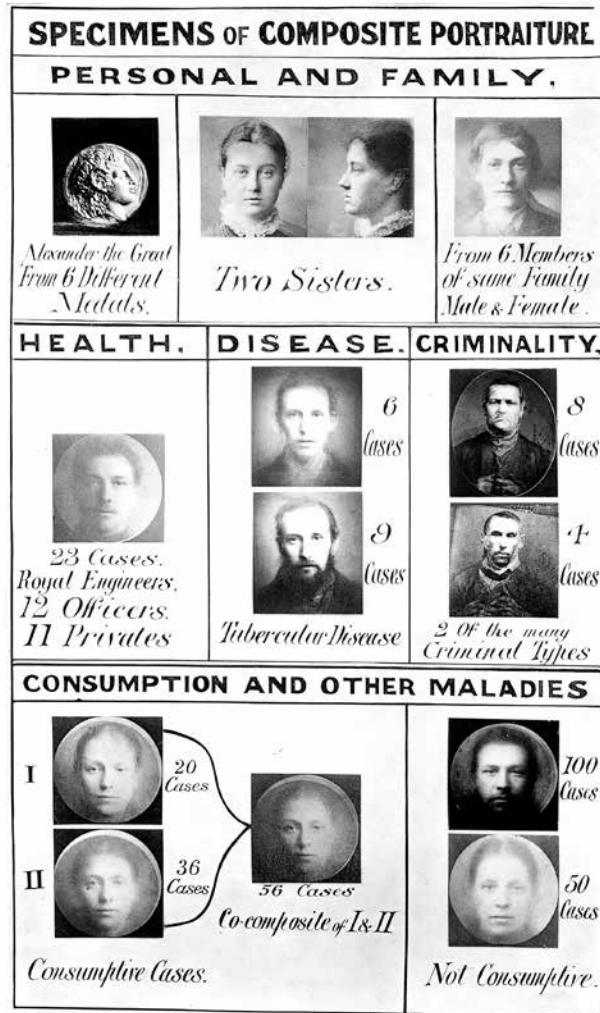 SPECIMENS OF COMPOSITE PORTRAITURE
PERSONAL AND FAMILY.
Alexander the Great
From 6 Different
Medals.
Two Sisters.
From 6 Members
of same Family
Male & Female.
HEALTH.
23 Cases.
Royal Engineers.
12 Officers.
11 Privates
DISEASE.
6
Cases
9
Cases
Tubercular Disease
CRIMINALITY.
8
Cases
4
Cases
2 Of the many
Criminal Types
CONSUMPTION AND OTHER MALADIES
I
20
Cases
II
36
Cases
Consumptive Cases.
56 Cases
Co-composite of I & II
100
Cases
50
Cases
Not Consumptive.